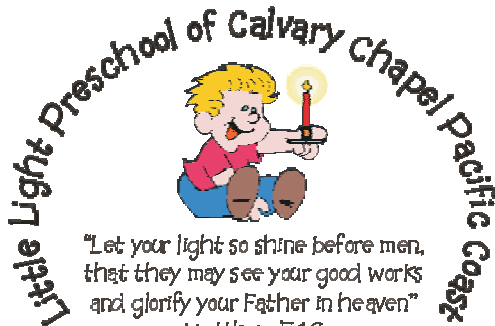 Little Light Preschool of Calvary Chapel Pacific Coast
“Let your light so shine before men,
that they may see your good works
and glorify your Father in heaven”